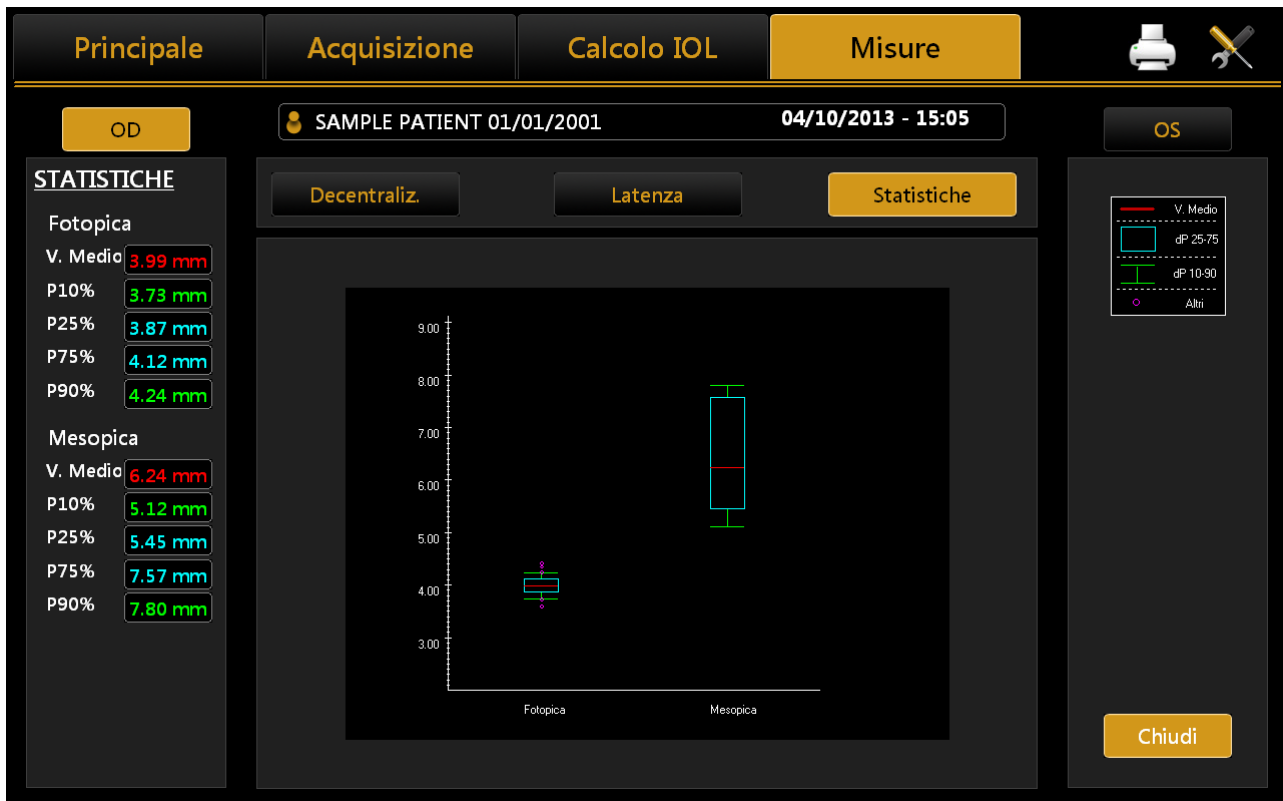 Principale
Acquisizione
Calcolo IOL
Misure
OD
SAMPLE PATIENT 01/01/2001 04/10/2013 - 15:05
OS
STATISTICHE
Fotopica
V. Medio 3.99 mm
P10% 3.73 mm
P25% 3.87 mm
P75% 4.12 mm
P90% 4.24 mm
Mesopica
V. Medio 6.24 mm
P10% 5.12 mm
P25% 5.45 mm
P75% 7.57 mm
P90% 7.80 mm
Decentraliz.
Latenza
Statistiche
9.00
8.00
7.00
6.00
5.00
4.00
3.00
Fotopica
Mesopica
V. Medio
dP 25-75
dP 10-90
Altri
Chiudi